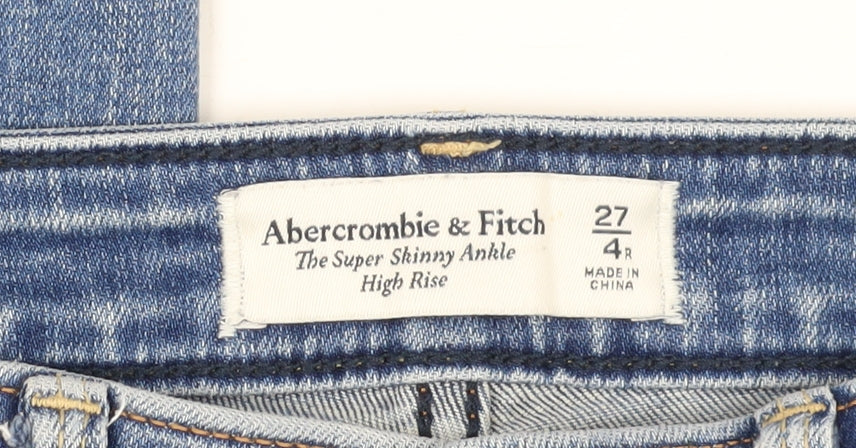 Abercrombie & Fitch
The Super Skinny Ankle
High Rise
27
4R
MADE IN
CHINA